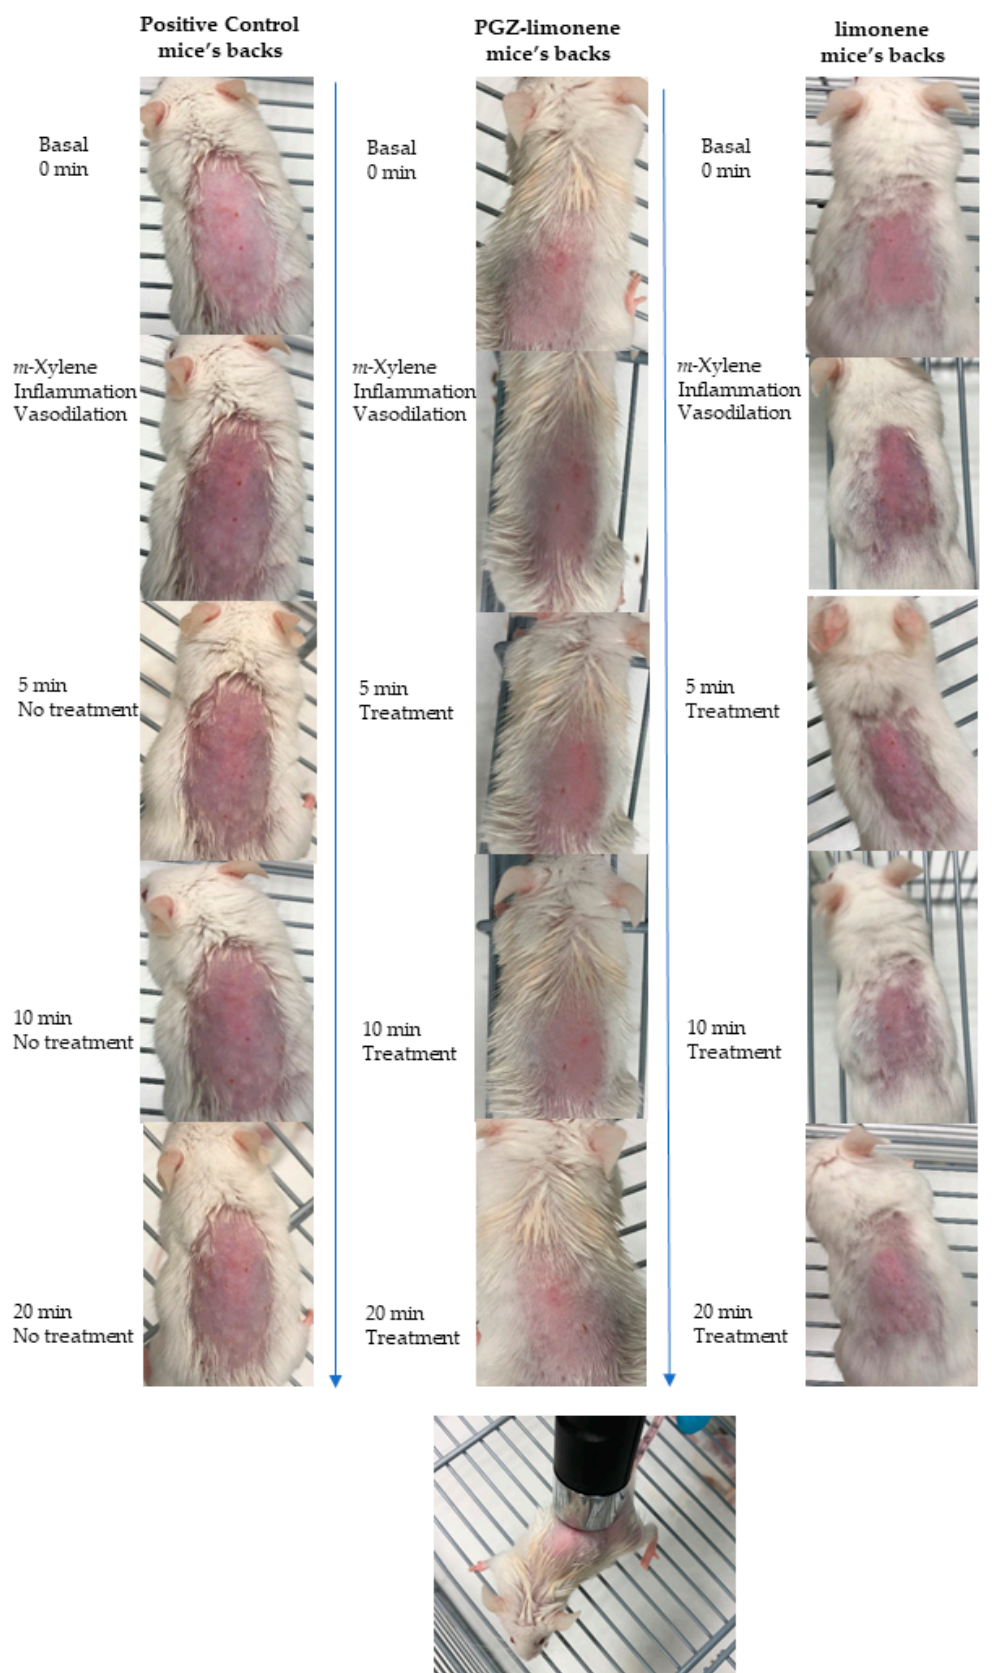 Positive Control
mice's backs
PGZ-limonene
mice's backs
limonene
mice's backs
Basal
0 min
Basal
0 min
Basal
0 min
m-Xylene
Inflammation
Vasodilation
m-Xylene
Inflammation
Vasodilation
m-Xylene
Inflammation
Vasodilation
5 min
No treatment
5 min
Treatment
5 min
Treatment
10 min
No treatment
10 min
Treatment
10 min
Treatment
20 min
No treatment
20 min
Treatment
20 min
Treatment